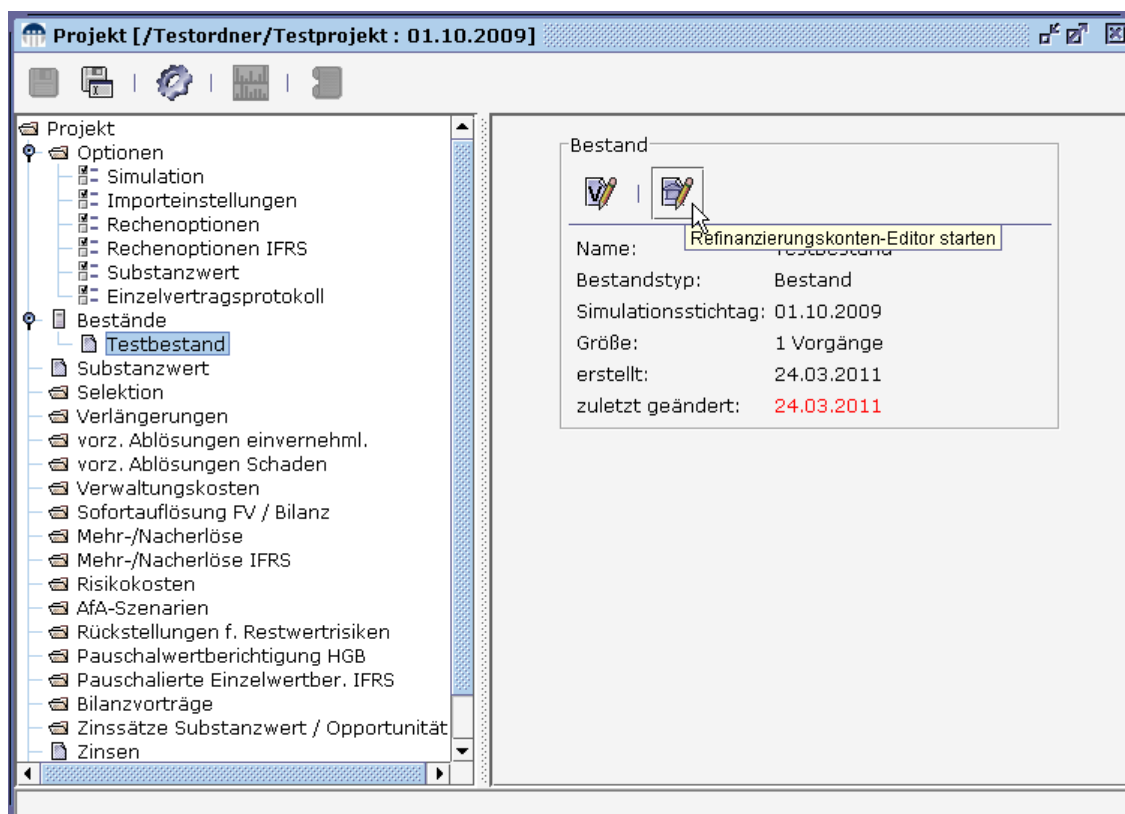 Projekt [/Testordner/Testprojekt : 01.10.2009]
Projekt
Optionen
Simulation
Importeinstellungen
Rechenoptionen
Rechenoptionen IFRS
Substanzwert
Einzelvertragsprotokoll
Bestände
Testbestand
Substanzwert
Selektion
Verlängerungen
vorz. Ablösungen einvernehml.
vorz. Ablösungen Schaden
Verwaltungskosten
Sofortauflösung FV / Bilanz
Mehr-/Nacherlöse
Mehr-/Nacherlöse IFRS
Risikokosten
AfA-Szenarien
Rückstellungen f. Restwertrisiken
Pauschalwertberichtigung HGB
Pauschalierte Einzelwertber. IFRS
Bilanzvorträge
Zinssätze Substanzwert / Opportunität
Zinsen
Bestand
V
Refinanzierungskonten-Editor starten
Name: Testbestand
Bestandstyp: Bestand
Simulationsstichtag: 01.10.2009
Größe: 1 Vorgänge
erstellt: 24.03.2011
zuletzt geändert: 24.03.2011